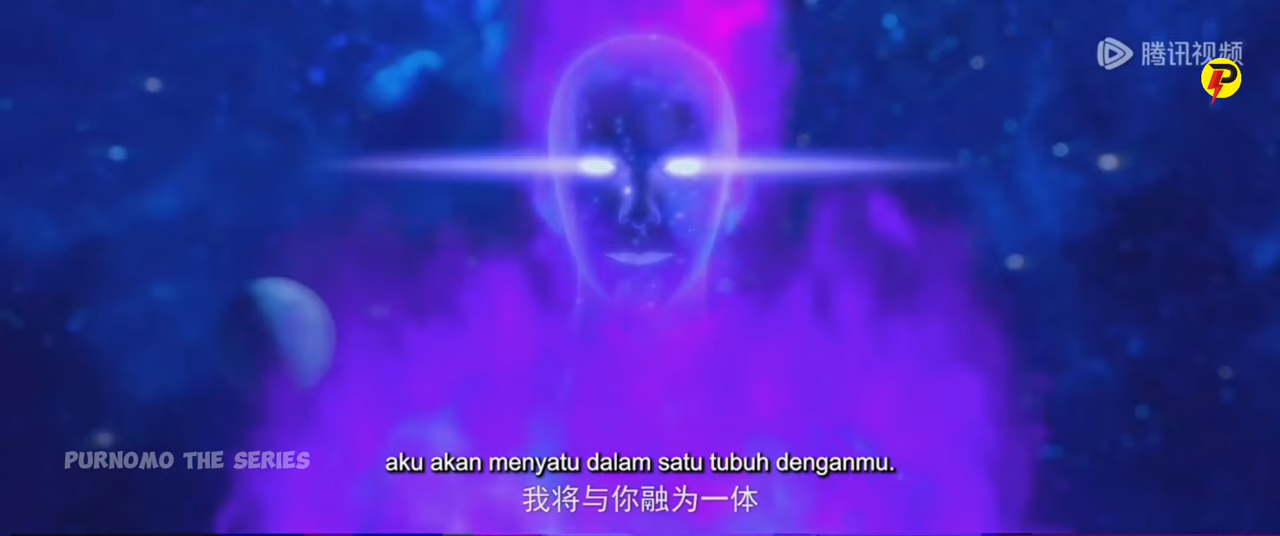 腾讯视频
P
PURNOMO THE SERIES
aku akan menyatu dalam satu tubuh denganmu.
我将与你融为一体